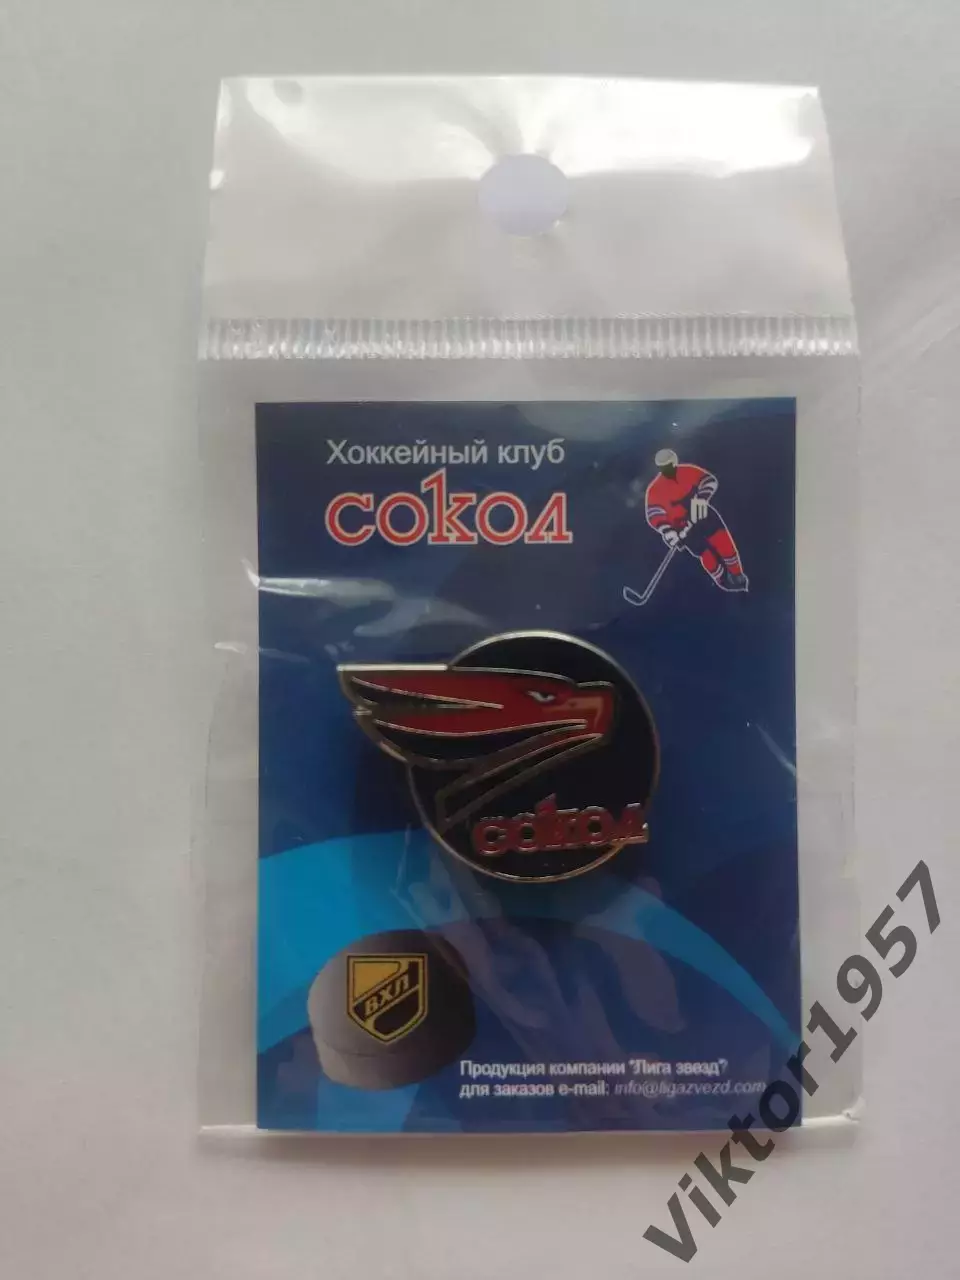 Хоккейный клуб
сокол
сокол
ВХЛ
Продукция компании "Лига звезд"
для заказов e-mail: info@ligazvezd.com
Viktor1957